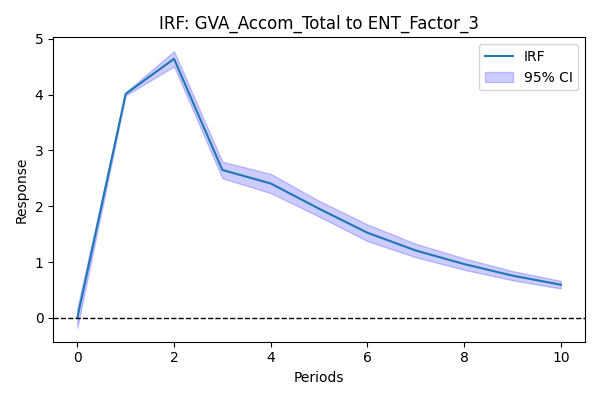 IRF: GVA_Accom_Total to ENT_Factor_3
IRF
95% CI
Response
5
4
3
2
1
0
0 2 4 6 8 10
Periods